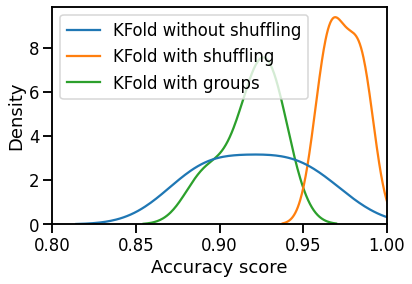 KFold without shuffling
KFold with shuffling
KFold with groups
Density
8
6
4
2
0
0.80 0.85 0.90 0.95 1.00
Accuracy score